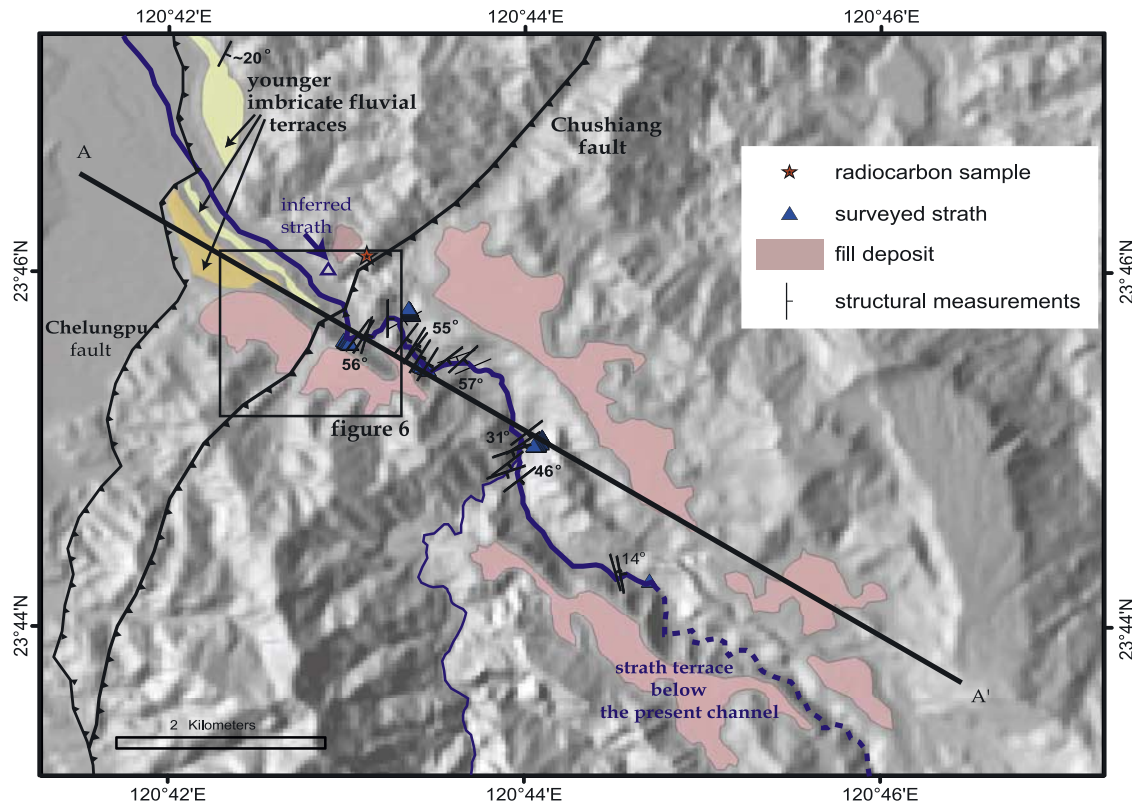 120°42'E
120°44'E
120°46'E
~20°
younger
imbricate fluvial
terraces
A
Chushiang
fault
radiocarbon sample
surveyed strath
fill deposit
structural measurements
inferred
strath
23°46'N
23°46'N
Chelungpu
fault
55°
56°
57°
figure 6
31°
46°
14°
23°44'N
23°44'N
strath terrace
below
the present channel
A'
2 Kilometers
120°42'E
120°44'E
120°46'E